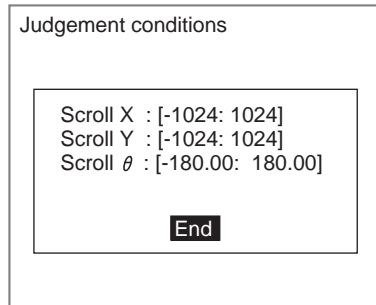 Judgement conditions
Scroll X : [-1024: 1024]
Scroll Y : [-1024: 1024]
Scroll θ : [-180.00: 180.00]
End